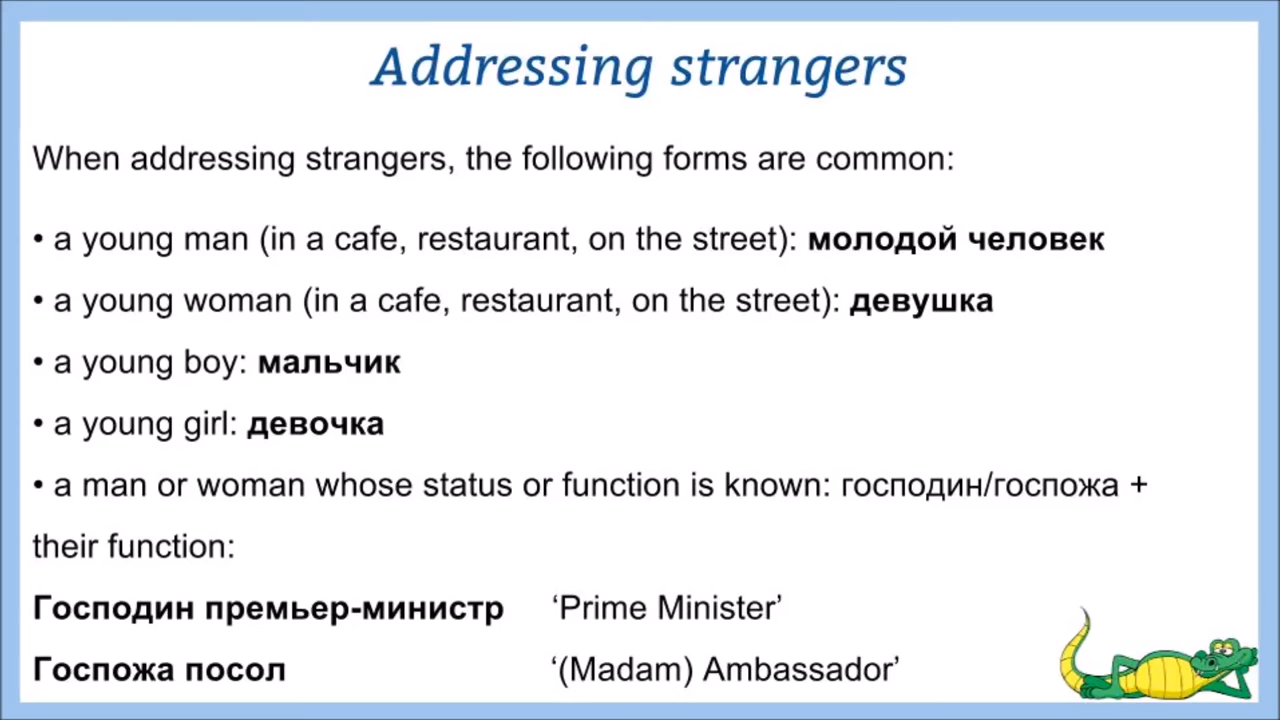 Addressing strangers
When addressing strangers, the following forms are common:
• a young man (in a cafe, restaurant, on the street): молодой человек
• a young woman (in a cafe, restaurant, on the street): девушка
• a young boy: мальчик
• a young girl: девочка
• a man or woman whose status or function is known: господин/госпожа +
their function:
Господин премьер-министр ‘Prime Minister’
Госпожа посол ‘(Madam) Ambassador’